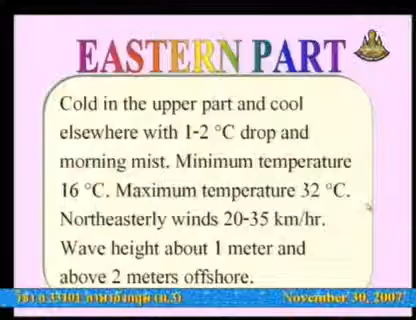 EASTERN PART
Cold in the upper part and cool
elsewhere with 1-2 °C drop and
morning mist. Minimum temperature
16 °C. Maximum temperature 32 °C.
Northeasterly winds 20-35 km/hr.
Wave height about 1 meter and
above 2 meters offshore.
November 30, 2007